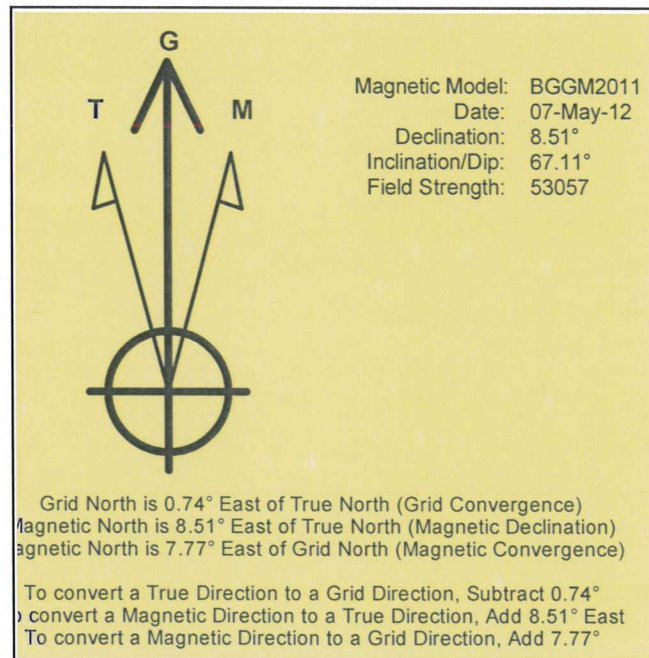 G
T M
Magnetic Model: BGGM2011
Date: 07-May-12
Declination: 8.51°
Inclination/Dip: 67.11°
Field Strength: 53057
Grid North is 0.74° East of True North (Grid Convergence)
Magnetic North is 8.51° East of True North (Magnetic Declination)
agnetic North is 7.77° East of Grid North (Magnetic Convergence)
To convert a True Direction to a Grid Direction, Subtract 0.74°
o convert a Magnetic Direction to a True Direction, Add 8.51° East
To convert a Magnetic Direction to a Grid Direction, Add 7.77°